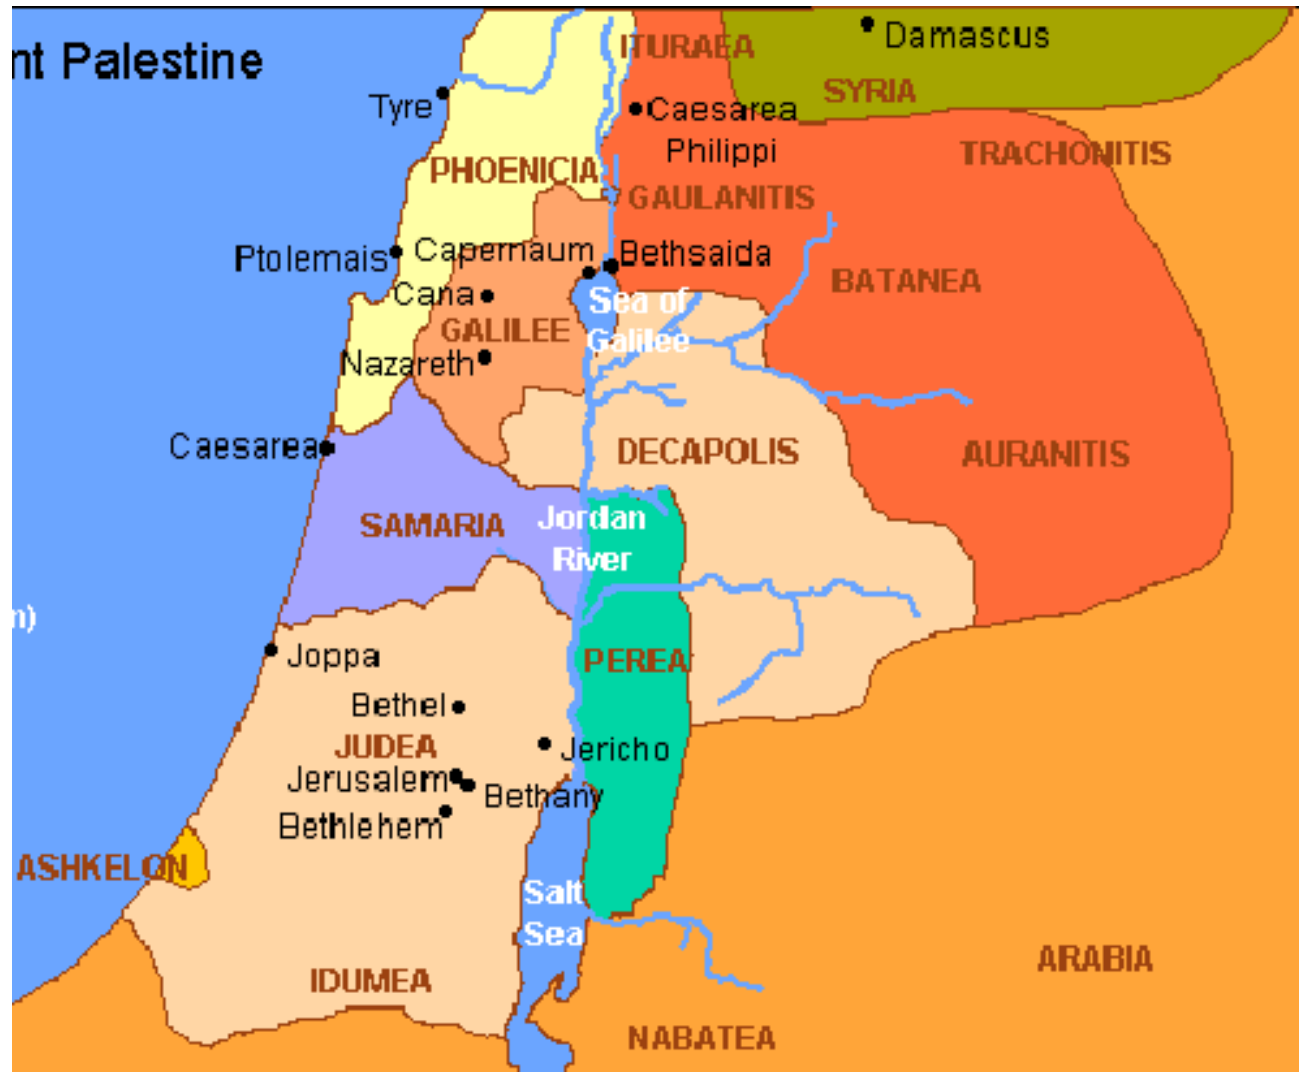 nt Palestine
Damascus
ITURAEA
SYRIA
Tyre
Caesarea
Philippi
TRACHONITIS
PHOENICIA
GAULANITIS
Ptolemais
Capernaum
Bethsaida
BATANEA
Cana
Sea of
Galilee
GALILEE
Nazareth
Caesarea
DECAPOLIS
AURANITIS
SAMARIA
Jordan
River
n)
Joppa
PEREA
Bethel
JUDEA
Jericho
Jerusalem
Bethany
Bethlehem
ASHKELON
Salt
Sea
ARABIA
IDUMEA
NABATEA